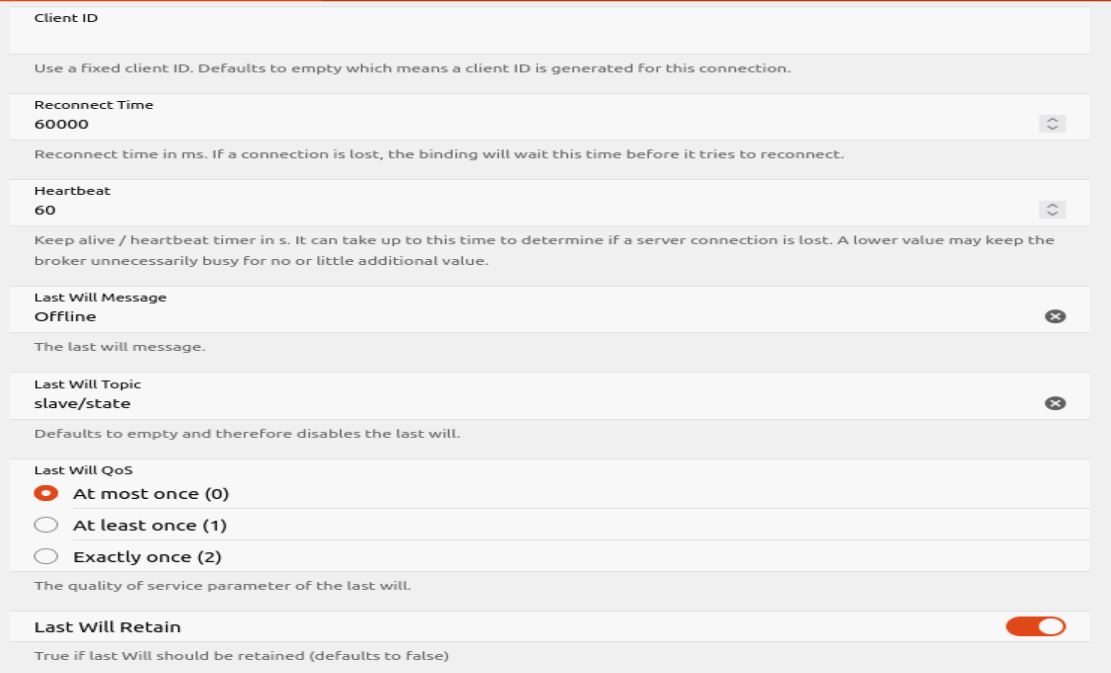 Client ID
Use a fixed client ID. Defaults to empty which means a client ID is generated for this connection.
Reconnect Time
60000
Reconnect time in ms. If a connection is lost, the binding will wait this time before it tries to reconnect.
Heartbeat
60
Keep alive / heartbeat timer in s. It can take up to this time to determine if a server connection is lost. A lower value may keep the
broker unnecessarily busy for no or little additional value.
Last Will Message
Offline
The last will message.
Last Will Topic
slave/state
Defaults to empty and therefore disables the last will.
Last Will QoS
At most once (0)
At least once (1)
Exactly once (2)
The quality of service parameter of the last will.
Last Will Retain
True if last Will should be retained (defaults to false)